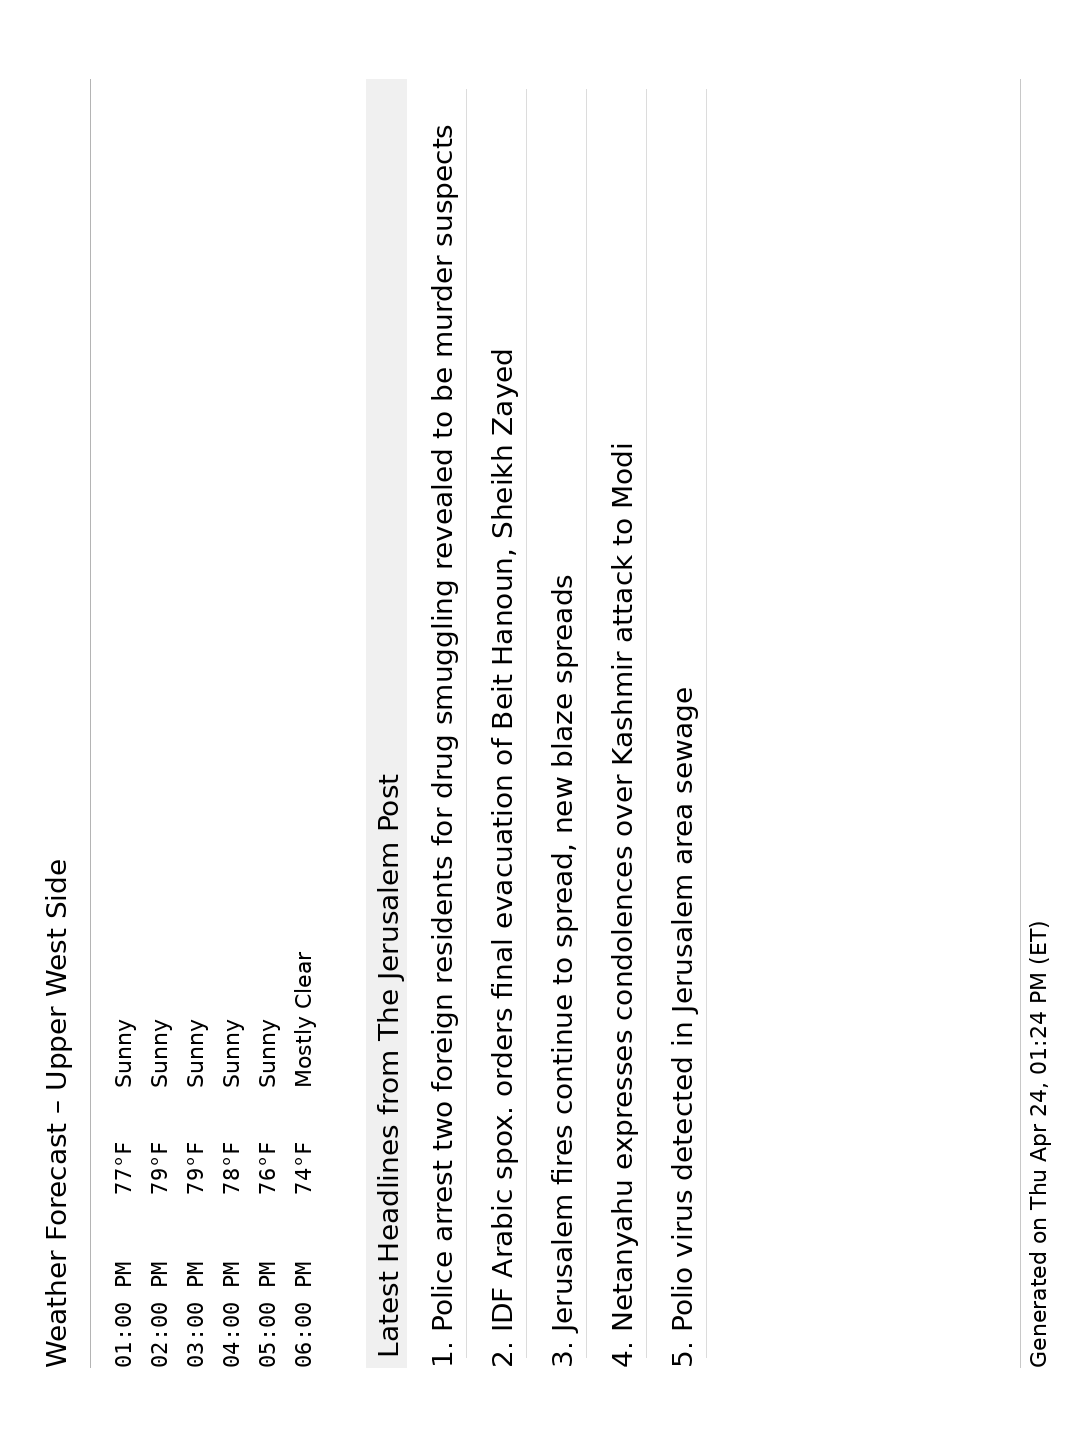 Weather Forecast – Upper West Side
01:00 PM 77°F Sunny
02:00 PM 79°F Sunny
03:00 PM 79°F Sunny
04:00 PM 78°F Sunny
05:00 PM 76°F Sunny
06:00 PM 74°F Mostly Clear
Latest Headlines from The Jerusalem Post
1. Police arrest two foreign residents for drug smuggling revealed to be murder suspects
2. IDF Arabic spox. orders final evacuation of Beit Hanoun, Sheikh Zayed
3. Jerusalem fires continue to spread, new blaze spreads
4. Netanyahu expresses condolences over Kashmir attack to Modi
5. Polio virus detected in Jerusalem area sewage
Generated on Thu Apr 24, 01:24 PM (ET)